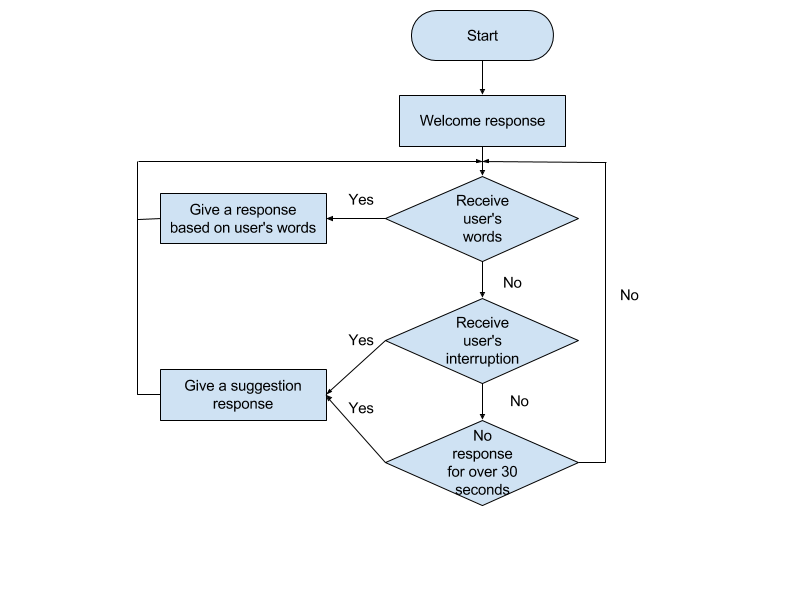 Start
Welcome response
Give a response
based on user's words
Yes
Receive
user's
words
No
No
Yes
Receive
user's
interruption
Give a suggestion
response
Yes
No
No
response
for over 30
seconds